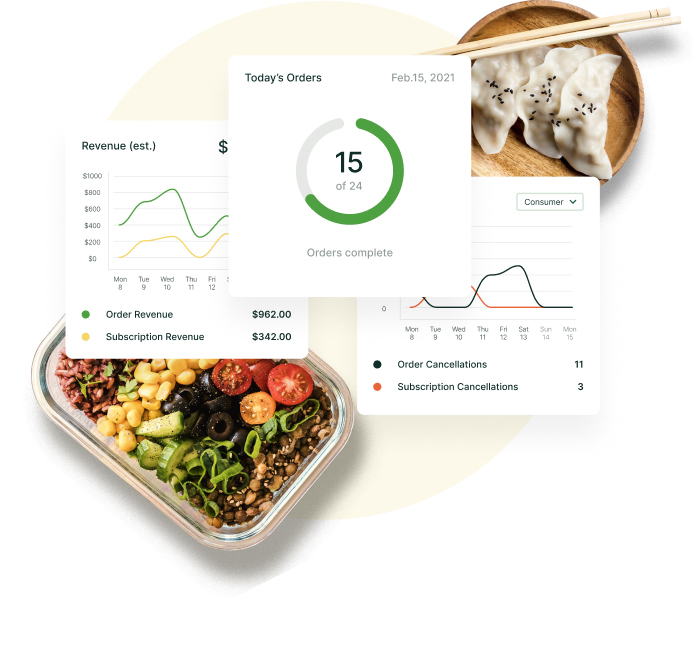 Today's Orders
Feb.15, 2021
15
of 24
Orders complete
Revenue (est.)
$
$1000
$800
$600
$400
$200
$0
Mon Tue Wed Thu Fri
8 9 10 11 12
Order Revenue $962.00
Subscription Revenue $342.00
Consumer
0
Mon Tue Wed Thu Fri Sat Sun Mon
8 9 10 11 12 13 14 15
Order Cancellations 11
Subscription Cancellations 3